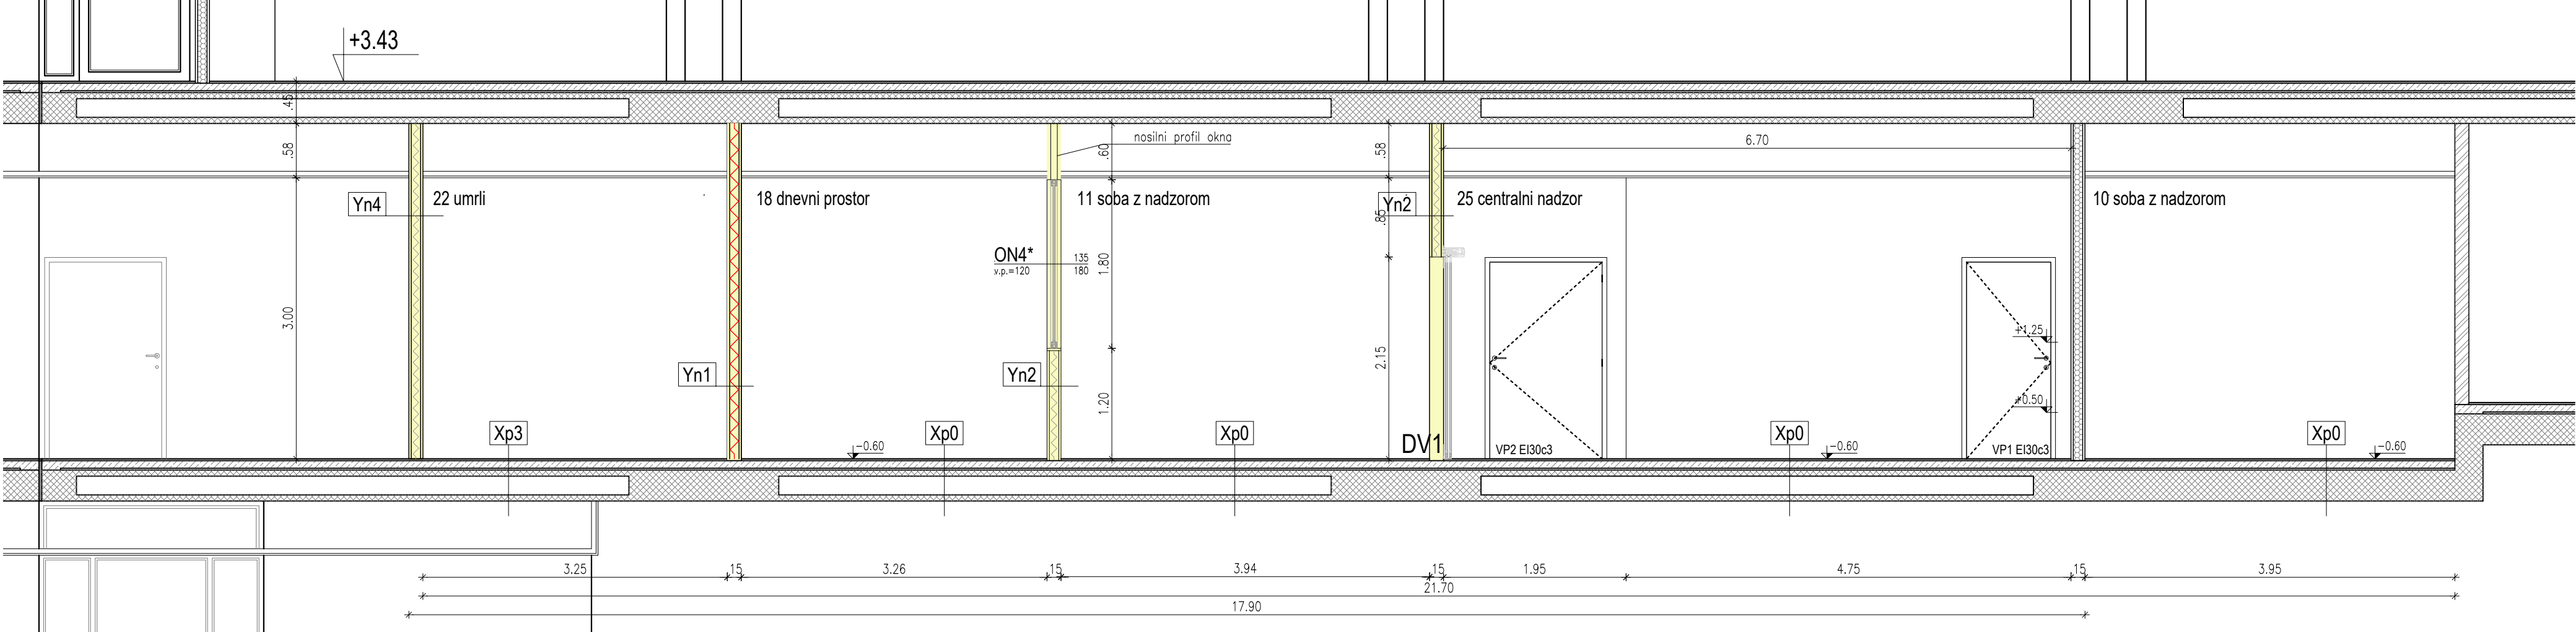 +3.43
.45
nosilni profil okna
.58
.60
.58
6.70
Yn4
22 umrli
18 dnevni prostor
11 soba z nadzorom
Yn2
25 centralni nadzor
10 soba z nadzorom
.85
ON4*
135
v.p.=120
180
1.80
3.00
+1.25
2.15
Yn1
Yn2
1.20
+0.50
Xp3
Xp0
Xp0
DV1
Xp0
Xp0
-0.60
VP2 EI30c3
-0.60
VP1 EI30c3
-0.60
3.25
15
3.26
15
3.94
15
1.95
4.75
15
3.95
21.70
17.90